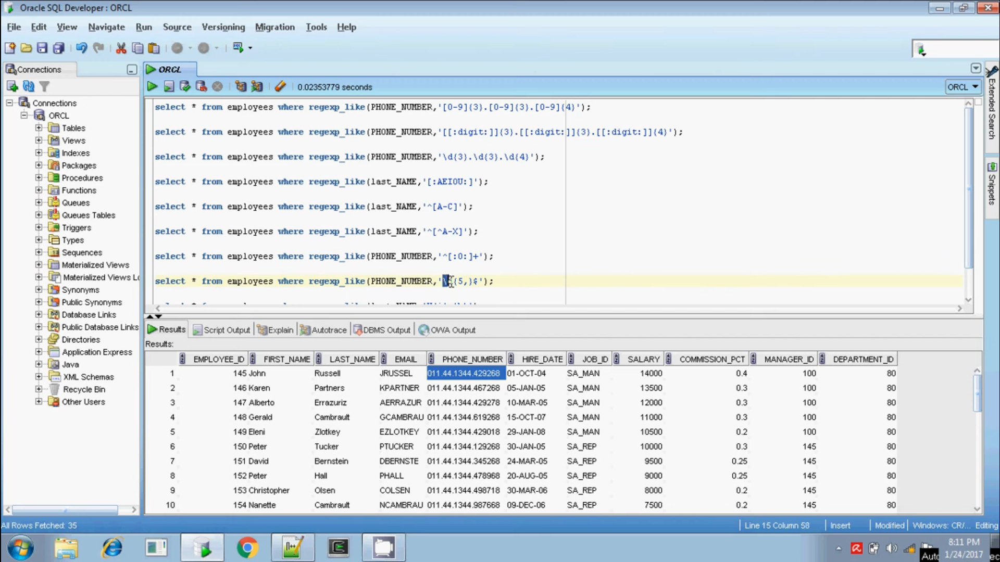 Oracle SQL Developer : ORCL
File Edit View Navigate Run Source Versioning Migration Tools Help
Connections
ORCL
0.02353779 seconds
ORCL
Connections
ORCL
Tables
Views
Indexes
Packages
Procedures
Functions
Queues
Queues Tables
Triggers
Types
Sequences
Materialized Views
Materialized Views Lo
Synonyms
Public Synonyms
Database Links
Public Database Links
Directories
Application Express
Java
XML Schemas
Recycle Bin
Other Users
select * from employees where regexp_like(PHONE_NUMBER,'[0-9]{3}.[0-9]{3}.[0-9]{4}');
select * from employees where regexp_like(PHONE_NUMBER,'[[:digit:]]{3}.[[:digit:]]{3}.[[:digit:]]{4}');
select * from employees where regexp_like(PHONE_NUMBER,'\d{3}.\d{3}.\d{4}');
select * from employees where regexp_like(last_NAME,'[:AEIOU:]');
select * from employees where regexp_like(last_NAME,'^[A-C]');
select * from employees where regexp_like(last_NAME,'^[^A-X]');
select * from employees where regexp_like(PHONE_NUMBER,'^[:0:]+');
select * from employees where regexp_like(PHONE_NUMBER,'\ {5,}$');
Extended Search
Snippets
Results Script Output Explain Autotrace DBMS Output OWA Output
Results:
EMPLOYEE_ID FIRST_NAME LAST_NAME EMAIL PHONE_NUMBER HIRE_DATE JOB_ID SALARY COMMISSION_PCT MANAGER_ID DEPARTMENT_ID
1 145 John Russell JRUSSEL 011.44.1344.429268 01-OCT-04 SA_MAN 14000 0.4 100 80
2 146 Karen Partners KPARTNER 011.44.1344.467268 05-JAN-05 SA_MAN 13500 0.3 100 80
3 147 Alberto Errazuriz AERRAZUR 011.44.1344.429278 10-MAR-05 SA_MAN 12000 0.3 100 80
4 148 Gerald Cambrault GCAMBRAU 011.44.1344.619268 15-OCT-07 SA_MAN 11000 0.3 100 80
5 149 Eleni Zlotkey EZLOTKEY 011.44.1344.429018 29-JAN-08 SA_MAN 10500 0.2 100 80
6 150 Peter Tucker PTUCKER 011.44.1344.129268 30-JAN-05 SA_REP 10000 0.3 145 80
7 151 David Bernstein DBERNSTE 011.44.1344.345268 24-MAR-05 SA_REP 9500 0.25 145 80
8 152 Peter Hall PHALL 011.44.1344.478968 20-AUG-05 SA_REP 9000 0.25 145 80
9 153 Christopher Olsen COLSEN 011.44.1344.498718 30-MAR-06 SA_REP 8000 0.2 145 80
10 154 Nanette Cambrault NCAMBRAU 011.44.1344.987668 09-DEC-06 SA_REP 7500 0.2 145 80
All Rows Fetched: 35 Line 15 Column 58 Insert Modified Windows: CR/... Editing
8:11 PM
1/24/2017